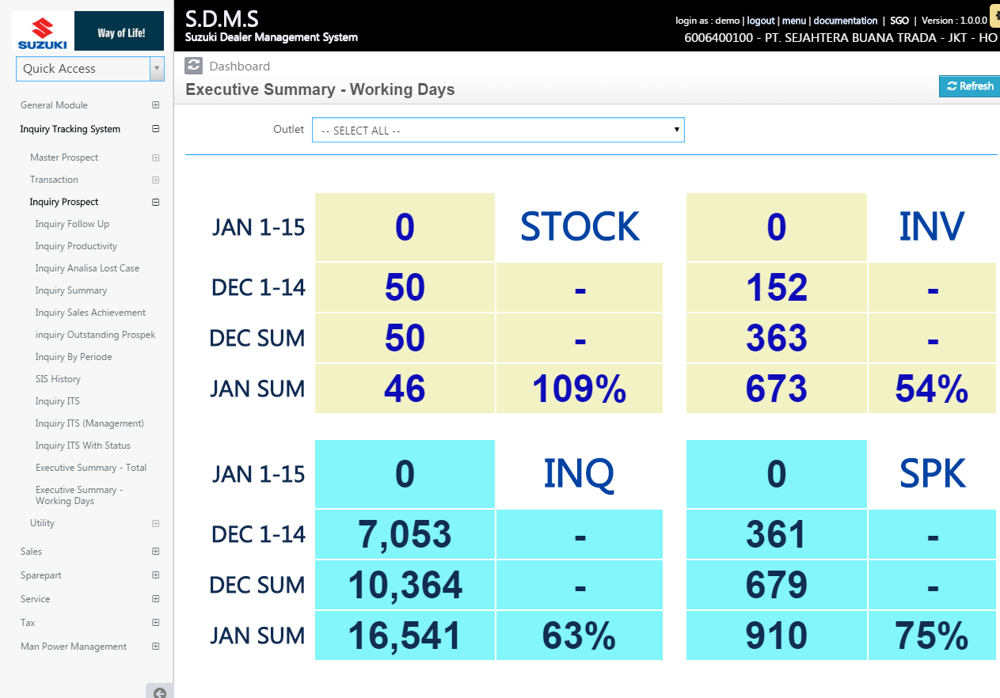 SUZUKI
Way of Life!
S.D.M.S
Suzuki Dealer Management System
login as : demo | logout | menu | documentation | SGO | Version : 1.0.0.0
6006400100 - PT. SEJAHTERA BUANA TRADA - JKT - HO
Quick Access
General Module
Inquiry Tracking System
Master Prospect
Transaction
Inquiry Prospect
Inquiry Follow Up
Inquiry Productivity
Inquiry Analisa Lost Case
Inquiry Summary
Inquiry Sales Achievement
inquiry Outstanding Prospek
Inquiry By Periode
SIS History
Inquiry ITS
Inquiry ITS (Management)
Inquiry ITS With Status
Executive Summary - Total
Executive Summary -
Working Days
Utility
Sales
Sparepart
Service
Tax
Man Power Management
Dashboard
Executive Summary - Working Days
Refresh
Outlet -- SELECT ALL --
JAN 1-15 0 STOCK 0 INV
DEC 1-14 50 - 152 -
DEC SUM 50 - 363 -
JAN SUM 46 109% 673 54%
JAN 1-15 0 INQ 0 SPK
DEC 1-14 7,053 - 361 -
DEC SUM 10,364 - 679 -
JAN SUM 16,541 63% 910 75%